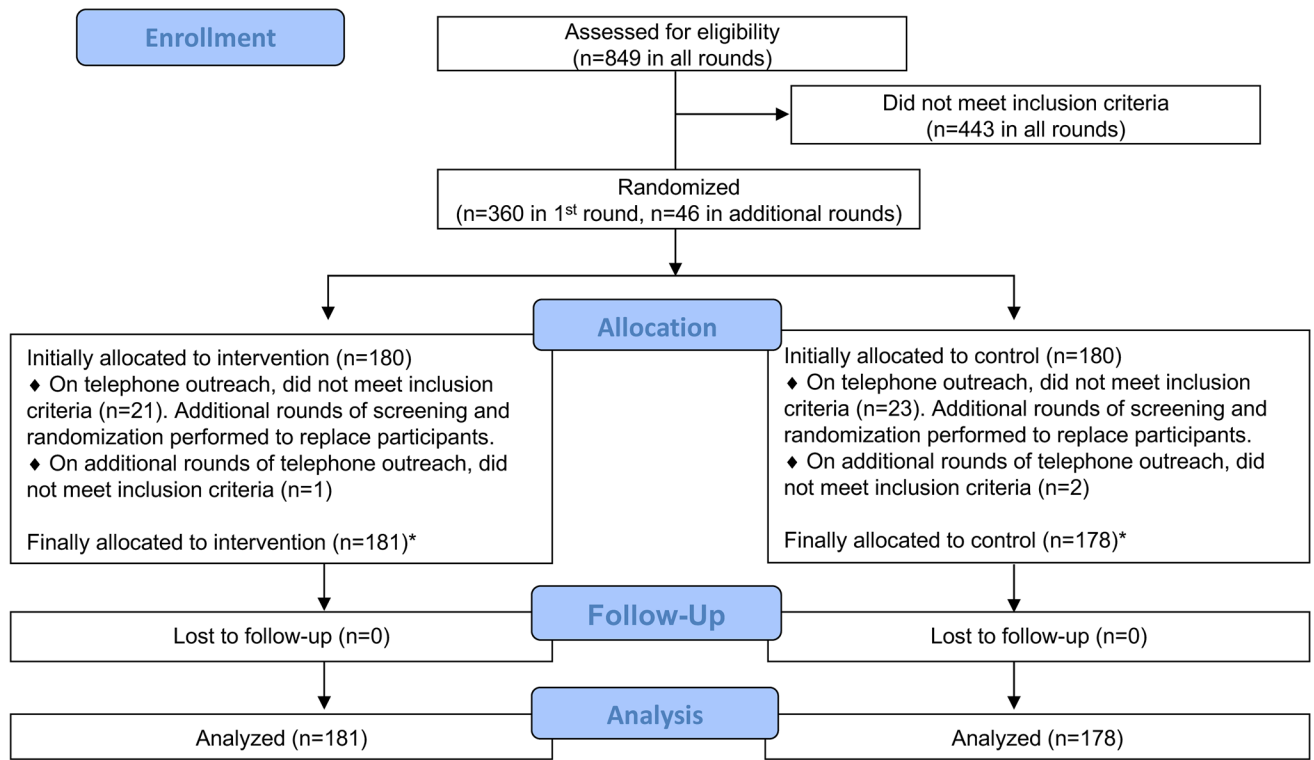 Enrollment
Assessed for eligibility
(n=849 in all rounds)
Did not meet inclusion criteria
(n=443 in all rounds)
Randomized
(n=360 in 1st round, n=46 in additional rounds)
Allocation
Initially allocated to intervention (n=180)
♦ On telephone outreach, did not meet inclusion
criteria (n=21). Additional rounds of screening and
randomization performed to replace participants.
♦ On additional rounds of telephone outreach, did
not meet inclusion criteria (n=1)
Finally allocated to intervention (n=181)*
Initially allocated to control (n=180)
♦ On telephone outreach, did not meet inclusion
criteria (n=23). Additional rounds of screening and
randomization performed to replace participants.
♦ On additional rounds of telephone outreach, did
not meet inclusion criteria (n=2)
Finally allocated to control (n=178)*
Follow-Up
Lost to follow-up (n=0)
Lost to follow-up (n=0)
Analysis
Analyzed (n=181)
Analyzed (n=178)